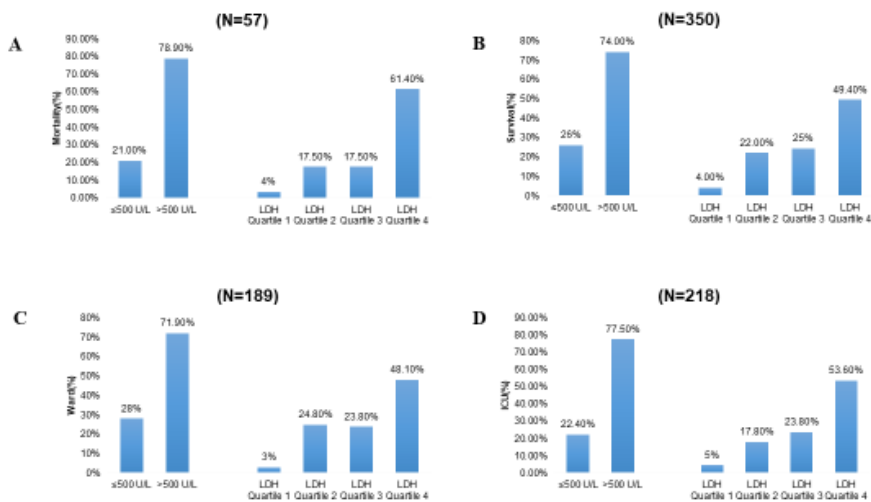 A
(N=57)
90.00%
80.00%
70.00%
60.00%
50.00%
40.00%
30.00%
20.00%
10.00%
0.00%
Mortality(%)
21.00%
78.90%
4%
17.50%
17.50%
61.40%
≤500 U/L
>500 U/L
LDH
Quartile 1
LDH
Quartile 2
LDH
Quartile 3
LDH
Quartile 4
B
(N=350)
80%
70%
60%
50%
40%
30%
20%
10%
0%
Survival(%)
26%
74.00%
4.00%
22.00%
25%
49.40%
≤500 U/L
>500 U/L
LDH
Quartile 1
LDH
Quartile 2
LDH
Quartile 3
LDH
Quartile 4
C
(N=189)
80%
70%
60%
50%
40%
30%
20%
10%
0%
Ward(%)
28%
71.90%
3%
24.80%
23.80%
48.10%
≤500 U/L
>500 U/L
LDH
Quartile 1
LDH
Quartile 2
LDH
Quartile 3
LDH
Quartile 4
D
(N=218)
90.00%
80.00%
70.00%
60.00%
50.00%
40.00%
30.00%
20.00%
10.00%
0.00%
ICU(%)
22.40%
77.50%
5%
17.80%
23.80%
53.60%
≤500 U/L
>500 U/L
LDH
Quartile 1
LDH
Quartile 2
LDH
Quartile 3
LDH
Quartile 4